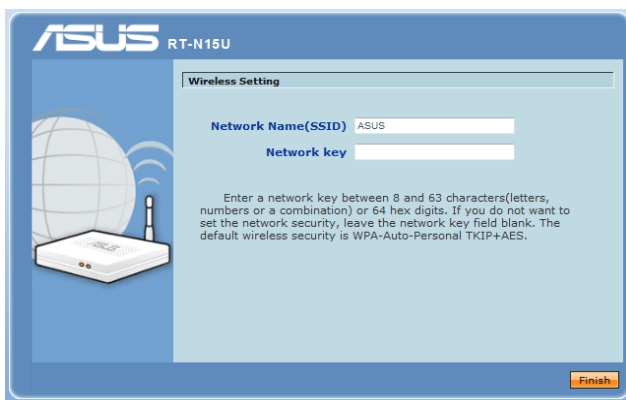 ASUS RT-N15U
Wireless Setting
Network Name(SSID) ASUS
Network key
Enter a network key between 8 and 63 characters(letters,
numbers or a combination) or 64 hex digits. If you do not want to
set the network security, leave the network key field blank. The
default wireless security is WPA-Auto-Personal TKIP+AES.
ASUS
Finish